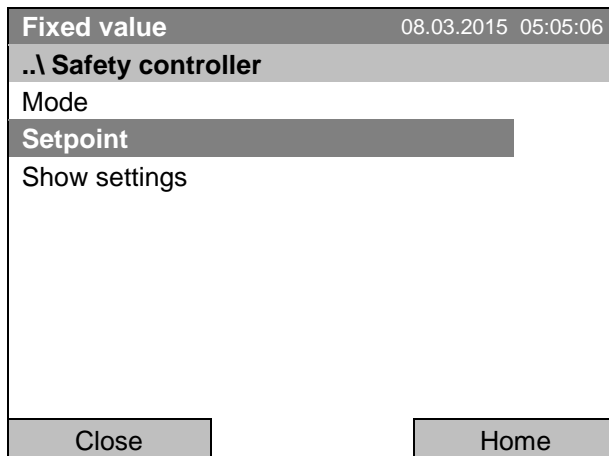 Fixed value 08.03.2015 05:05:06
..\ Safety controller
Mode
Setpoint
Show settings
Close Home